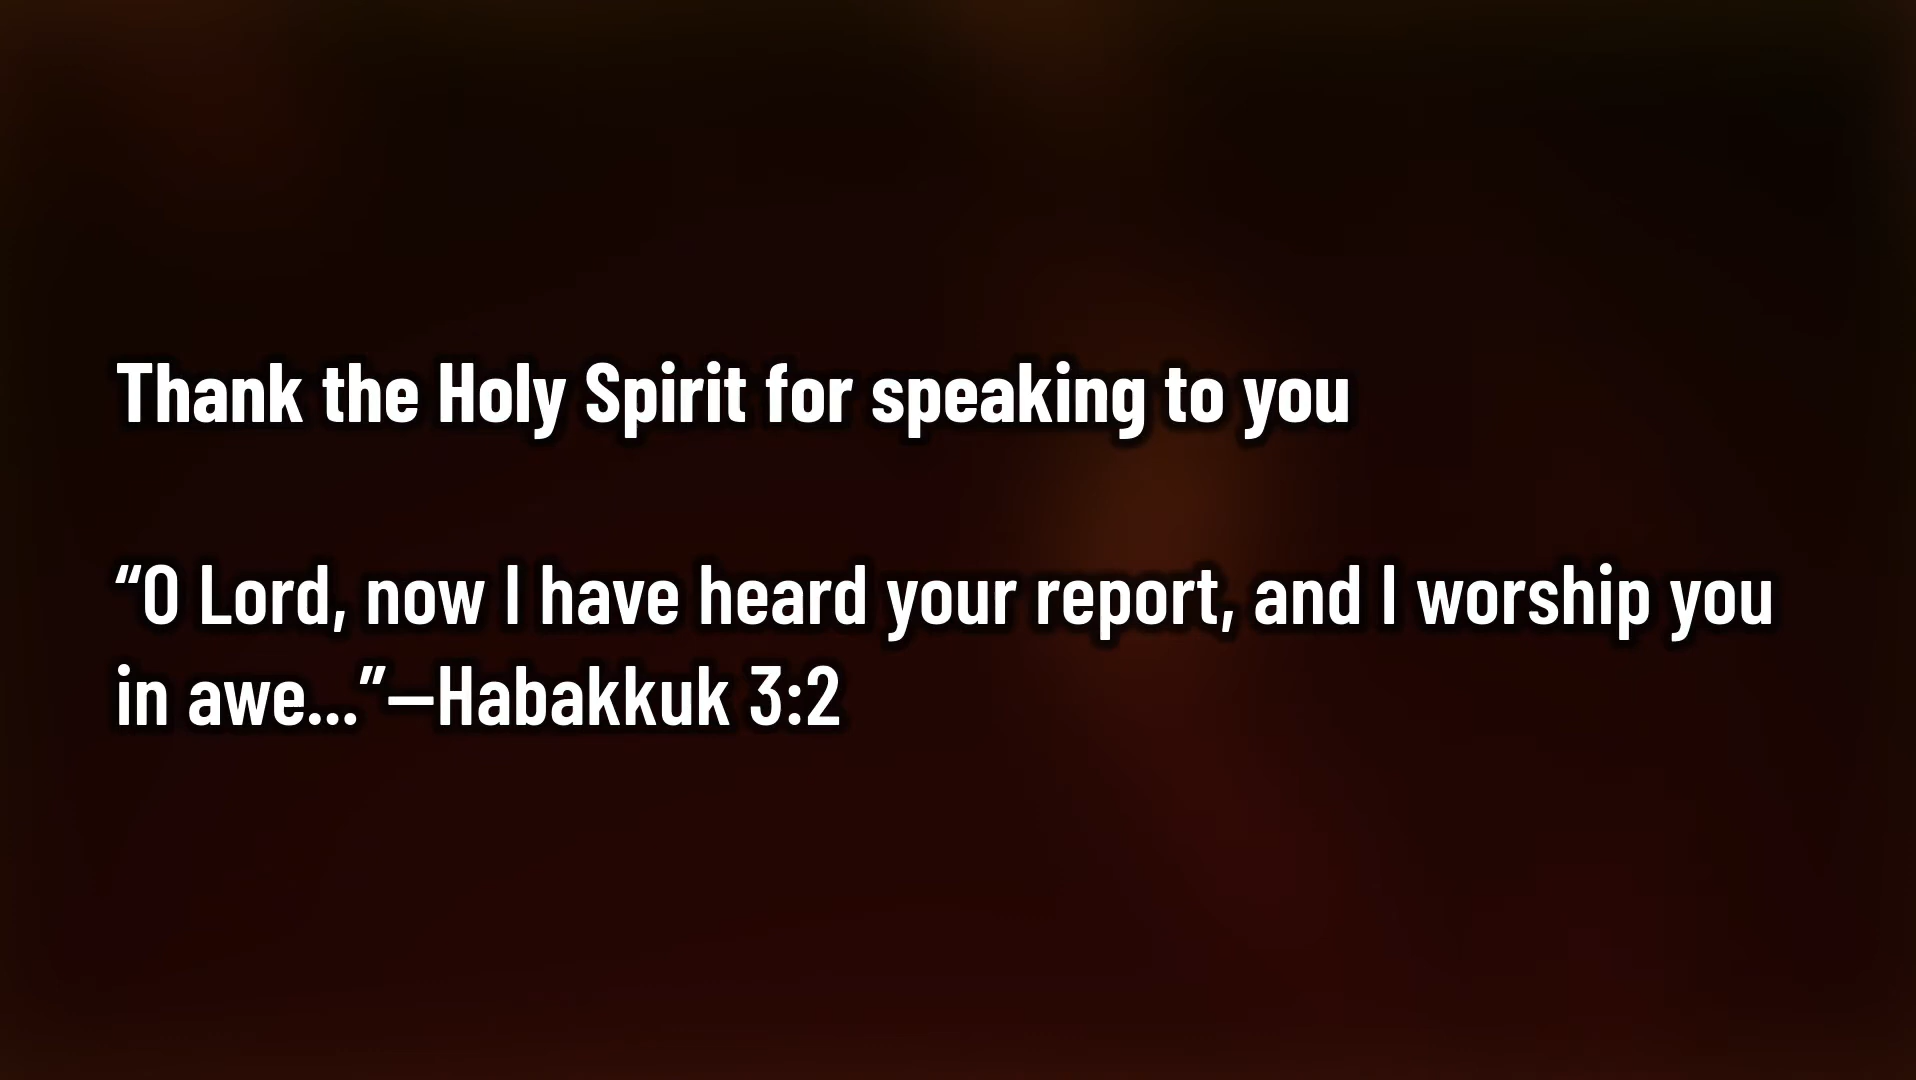 Thank the Holy Spirit for speaking to you
“O Lord, now I have heard your report, and I worship you
in awe...”—Habakkuk 3:2